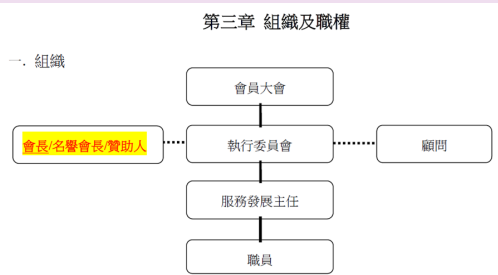 第三章 組織及職權
一. 組織
會員大會
會長/名譽會長/贊助人
執行委員會
顧問
服務發展主任
職員